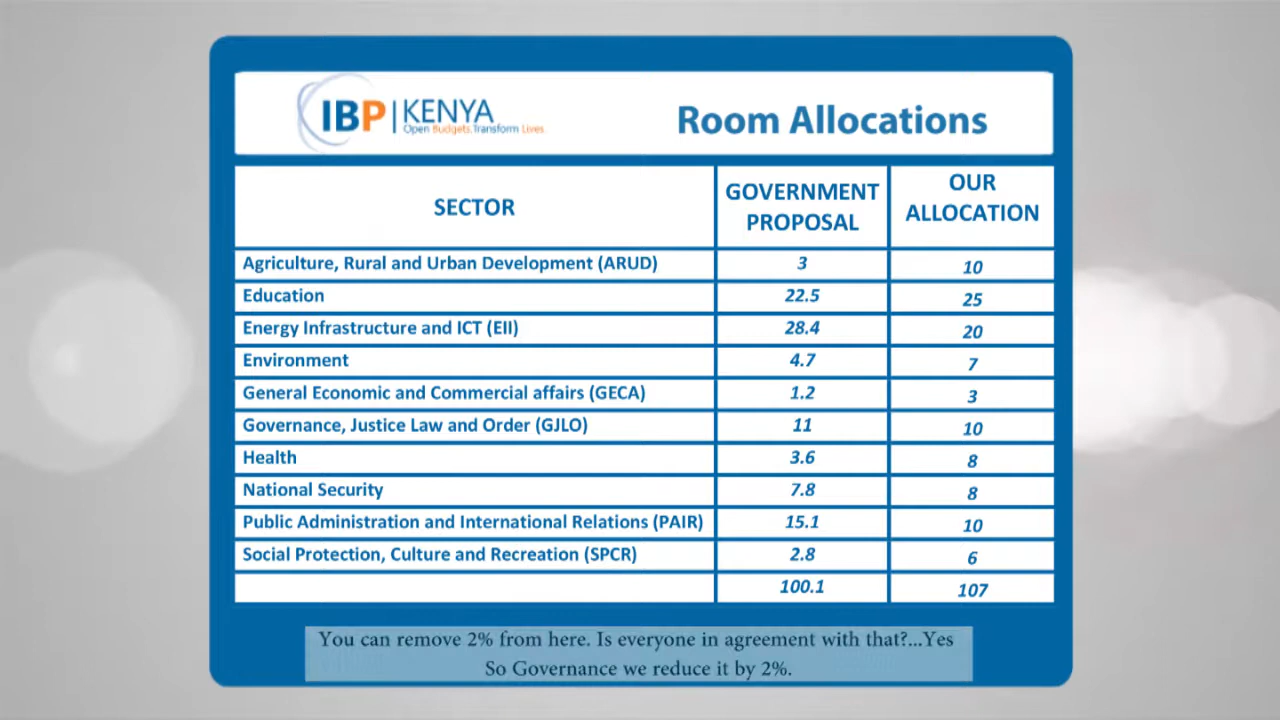 IBP | KENYA
Open Budgets. Transform Lives.
Room Allocations
SECTOR
GOVERNMENT
PROPOSAL
OUR
ALLOCATION
Agriculture, Rural and Urban Development (ARUD) 3 10
Education 22.5 25
Energy Infrastructure and ICT (EII) 28.4 20
Environment 4.7 7
General Economic and Commercial affairs (GECA) 1.2 3
Governance, Justice Law and Order (GJLO) 11 10
Health 3.6 8
National Security 7.8 8
Public Administration and International Relations (PAIR) 15.1 10
Social Protection, Culture and Recreation (SPCR) 2.8 6
100.1 107
You can remove 2% from here. Is everyone in agreement with that?...Yes
So Governance we reduce it by 2%.